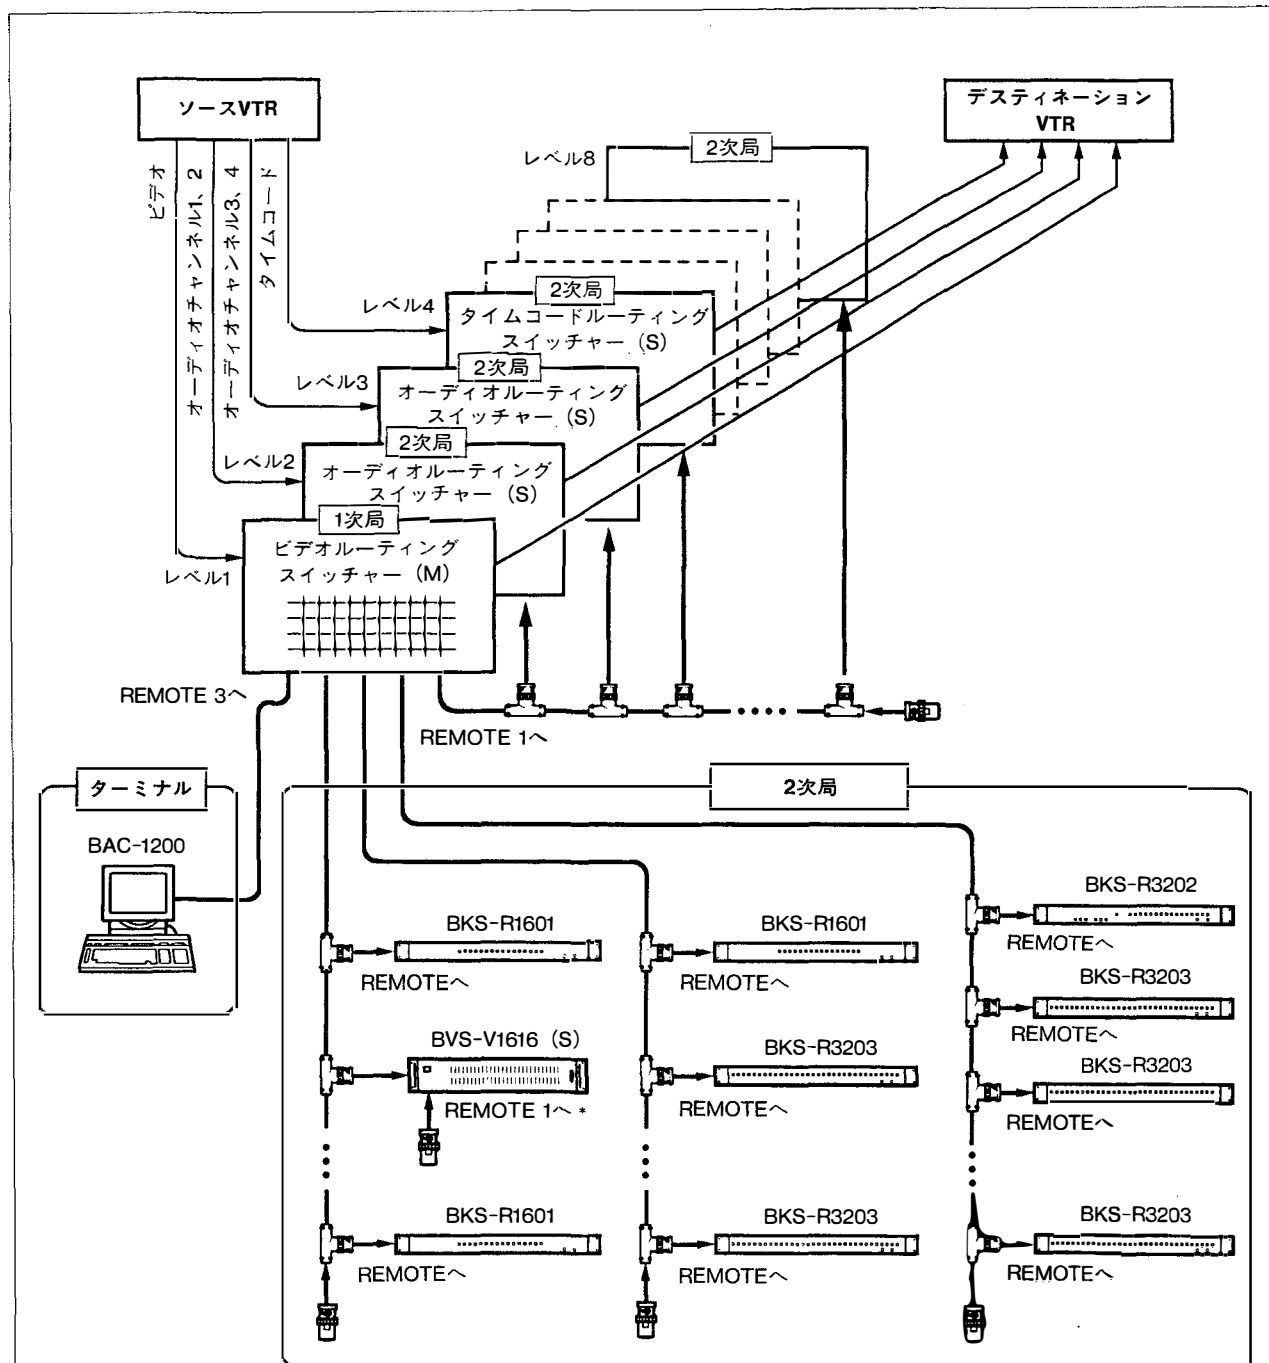 ソースVTR
デスティネーション
VTR
ビデオ
オーディオチャンネル1、2
オーディオチャンネル3、4
タイムコード
レベル8
2次局
レベル4
2次局
タイムコードルーティング
スイッチャー (S)
レベル3
2次局
オーディオルーティング
スイッチャー (S)
レベル2
2次局
オーディオルーティング
スイッチャー (S)
レベル1
1次局
ビデオルーティング
スイッチャー (M)
REMOTE 3へ
REMOTE 1へ
ターミナル
BAC-1200
2次局
BKS-R1601
REMOTEへ
BVS-V1616 (S)
REMOTE 1へ *
BKS-R1601
REMOTEへ
BKS-R1601
REMOTEへ
BKS-R3203
REMOTEへ
BKS-R3203
REMOTEへ
BKS-R3202
REMOTEへ
BKS-R3203
REMOTEへ
BKS-R3203
REMOTEへ
BKS-R3203
REMOTEへ